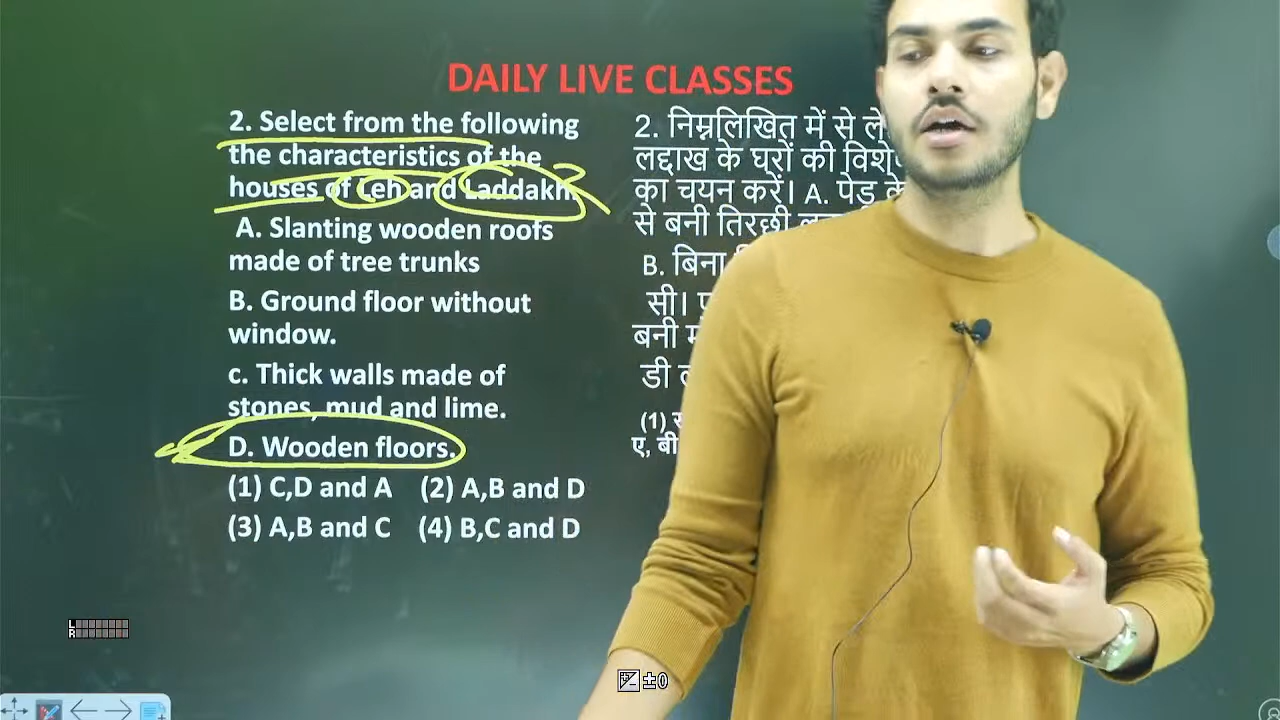 DAILY LIVE CLASSES
2. Select from the following
the characteristics of the
houses of Leh and Laddakh.
A. Slanting wooden roofs
made of tree trunks
B. Ground floor without
window.
c. Thick walls made of
stones, mud and lime.
D. Wooden floors.
(1) C,D and A (2) A,B and D
(3) A,B and C (4) B,C and D
2. निम्नलिखित में से
लद्दाख के घरों की
का चयन करें। A. पेड़
से बनी तिरछी
B. बिना
सी।
बनी
डी
(1)
ए, बी
L
R
±0